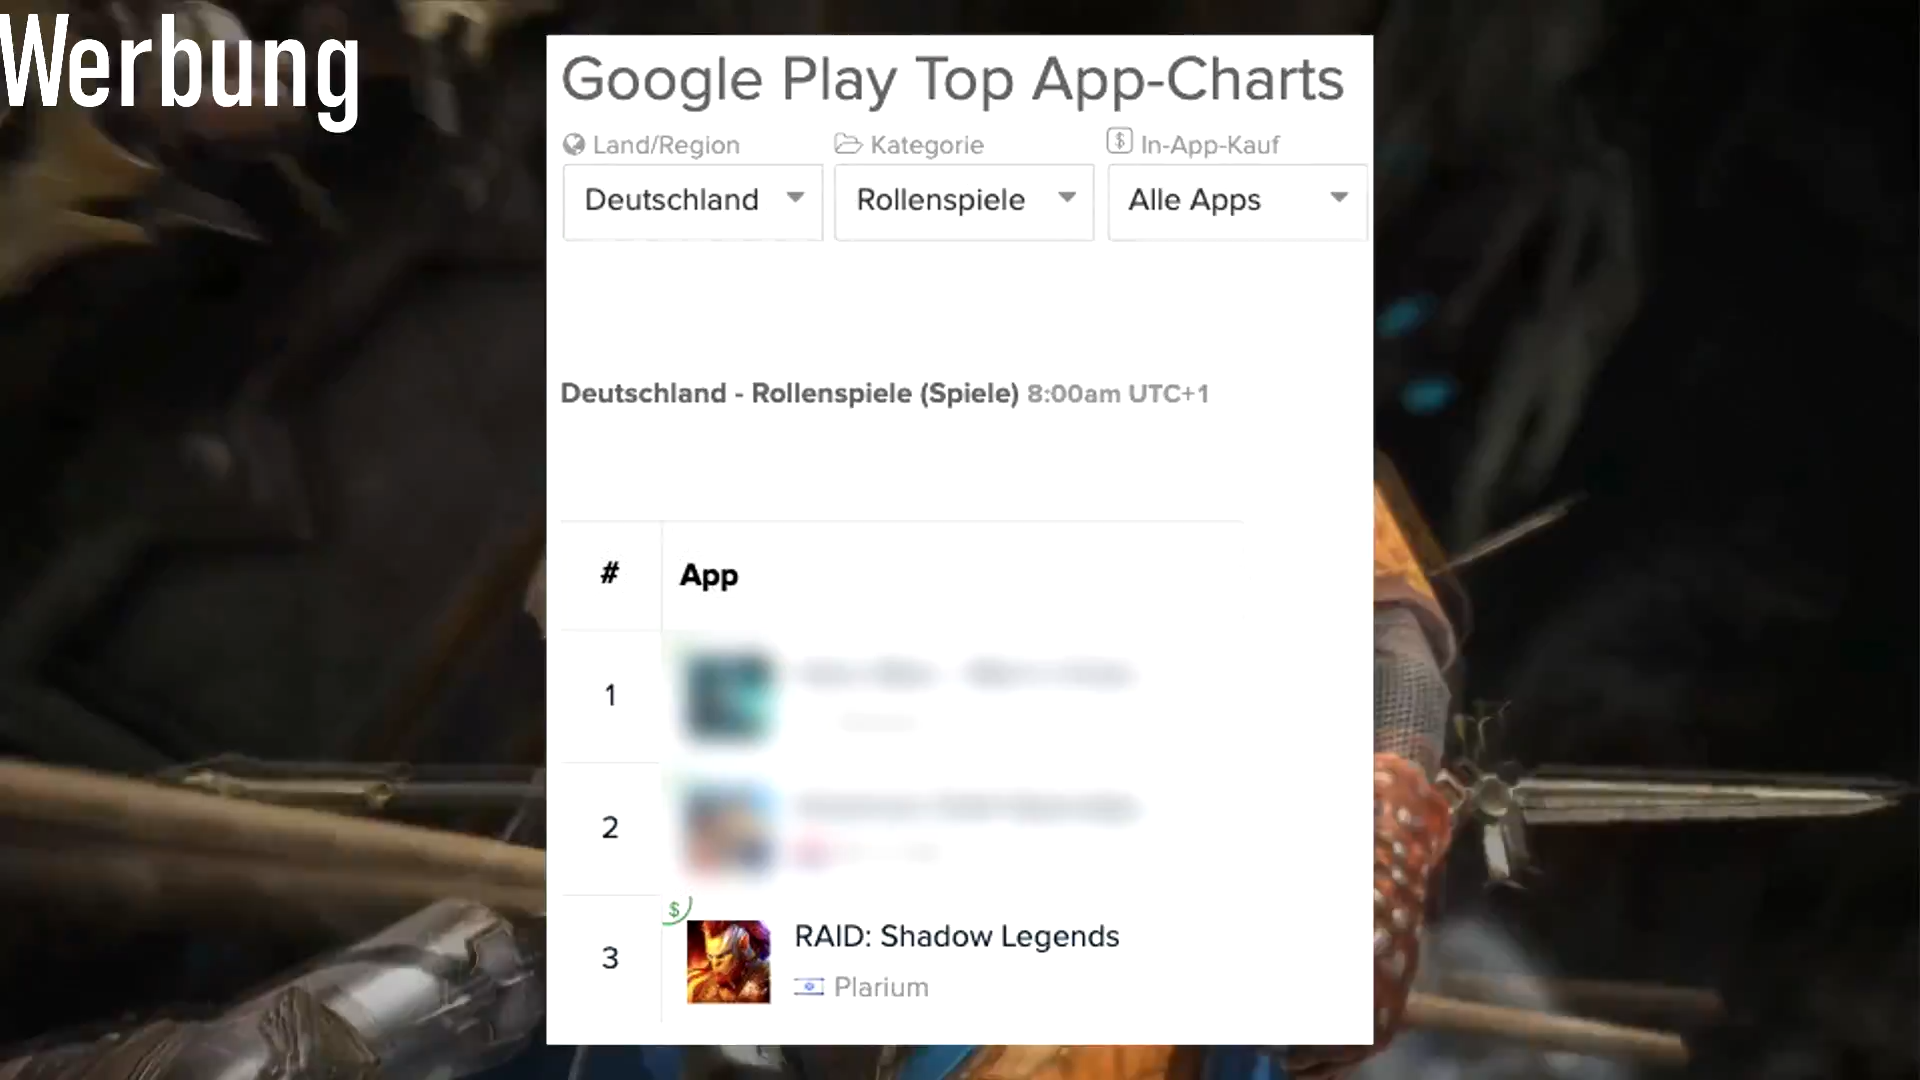 Werbung
Google Play Top App-Charts
Land/Region
Kategorie
In-App-Kauf
Deutschland
Rollenspiele
Alle Apps
Deutschland - Rollenspiele (Spiele) 8:00am UTC+1
# App
1
2
3
$
RAID: Shadow Legends
Plarium